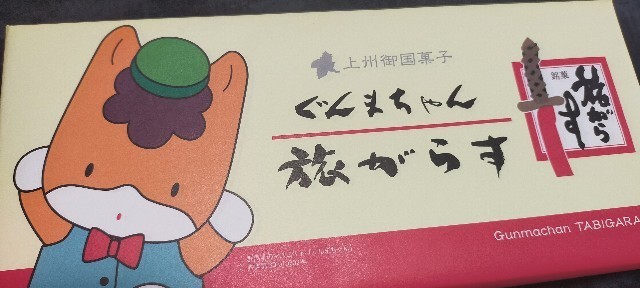 上州御国菓子
ぐんまちゃん
旅がらす
銘菓
旅がらす
Gunmachan TABIGARA